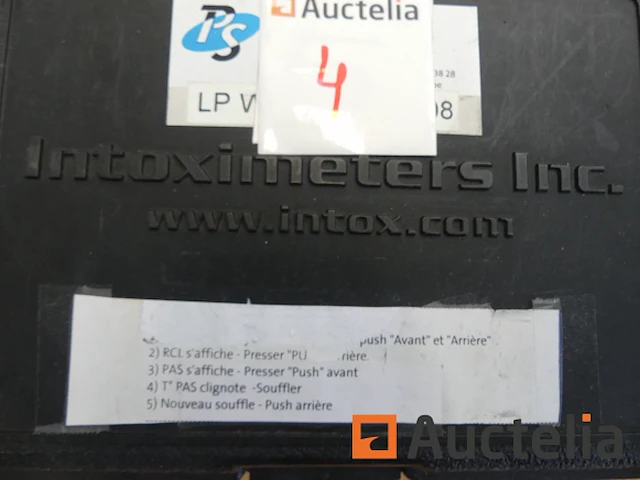 Auctelia
PS
4
38 28
LP W 08
Intoximeters Inc.
www.intox.com
push "Avant" et "Arrière"
2) RCL s'affiche - Presser "PU rière
3) PAS s'affiche - Presser "Push" avant
4) T° PAS clignote -Souffler
5) Nouveau souffle - Push arrière
Auctelia